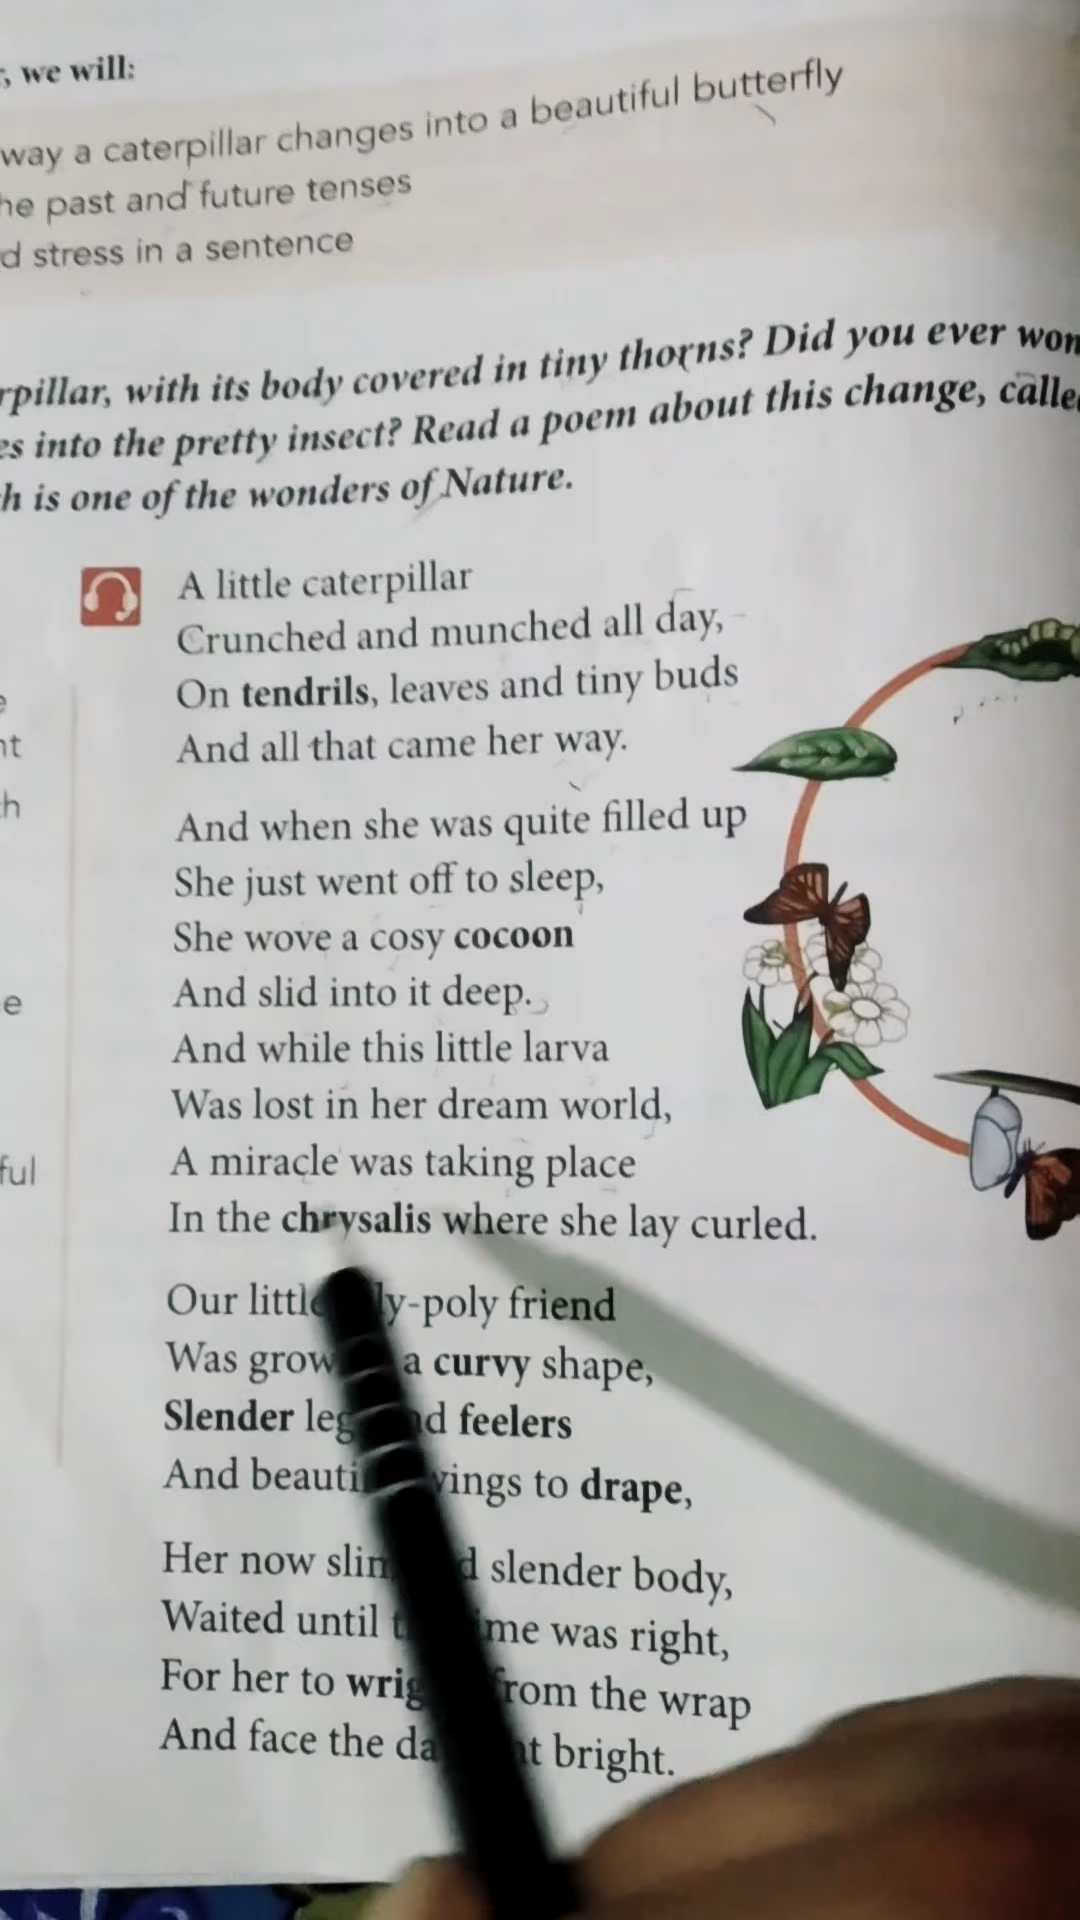 , we will:
way a caterpillar changes into a beautiful butterfly
he past and future tenses
d stress in a sentence
rpillar, with its body covered in tiny thorns? Did you ever won
es into the pretty insect? Read a poem about this change, calle
h is one of the wonders of Nature.
A little caterpillar
Crunched and munched all day,
On tendrils, leaves and tiny buds
And all that came her way.
And when she was quite filled up
She just went off to sleep,
She wove a cosy cocoon
And slid into it deep.
And while this little larva
Was lost in her dream world,
A miracle was taking place
In the chrysalis where she lay curled.
Our little ly-poly friend
Was grow a curvy shape,
Slender leg d feelers
And beauti wings to drape,
Her now slim d slender body,
Waited until t me was right,
For her to wrig from the wrap
And face the da t bright.
e
nt
h
e
ful